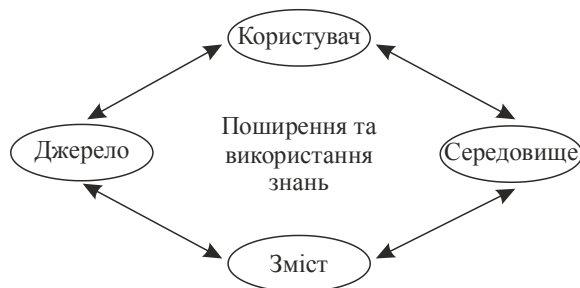 Користувач
Поширення та
використання
знань
Джерело
Середовище
Зміст